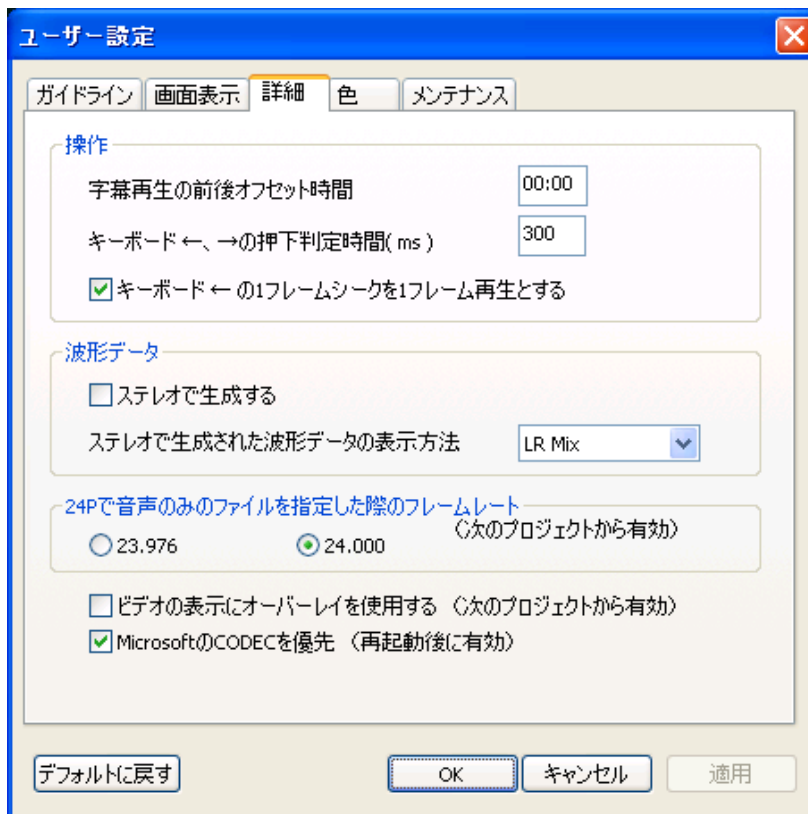 ユーザー設定
ガイドライン 画面表示 詳細 色 メンテナンス
操作
字幕再生の前後オフセット時間 00:00
キーボード ←、→の押下判定時間( ms ) 300
キーボード ← の1フレームシークを1フレーム再生とする
波形データ
ステレオで生成する
ステレオで生成された波形データの表示方法 LR Mix
24Pで音声のみのファイルを指定した際のフレームレート
23.976 24.000 （次のプロジェクトから有効）
ビデオの表示にオーバーレイを使用する （次のプロジェクトから有効）
MicrosoftのCODECを優先 （再起動後に有効）
デフォルトに戻す OK キャンセル 適用